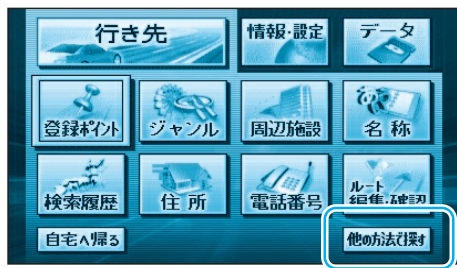 行き先
情報・設定
データ
登録ポイント
ジャンル
周辺施設
名称
検索履歴
住所
電話番号
ルート
編集・確認
自宅へ帰る
他の方法で探す